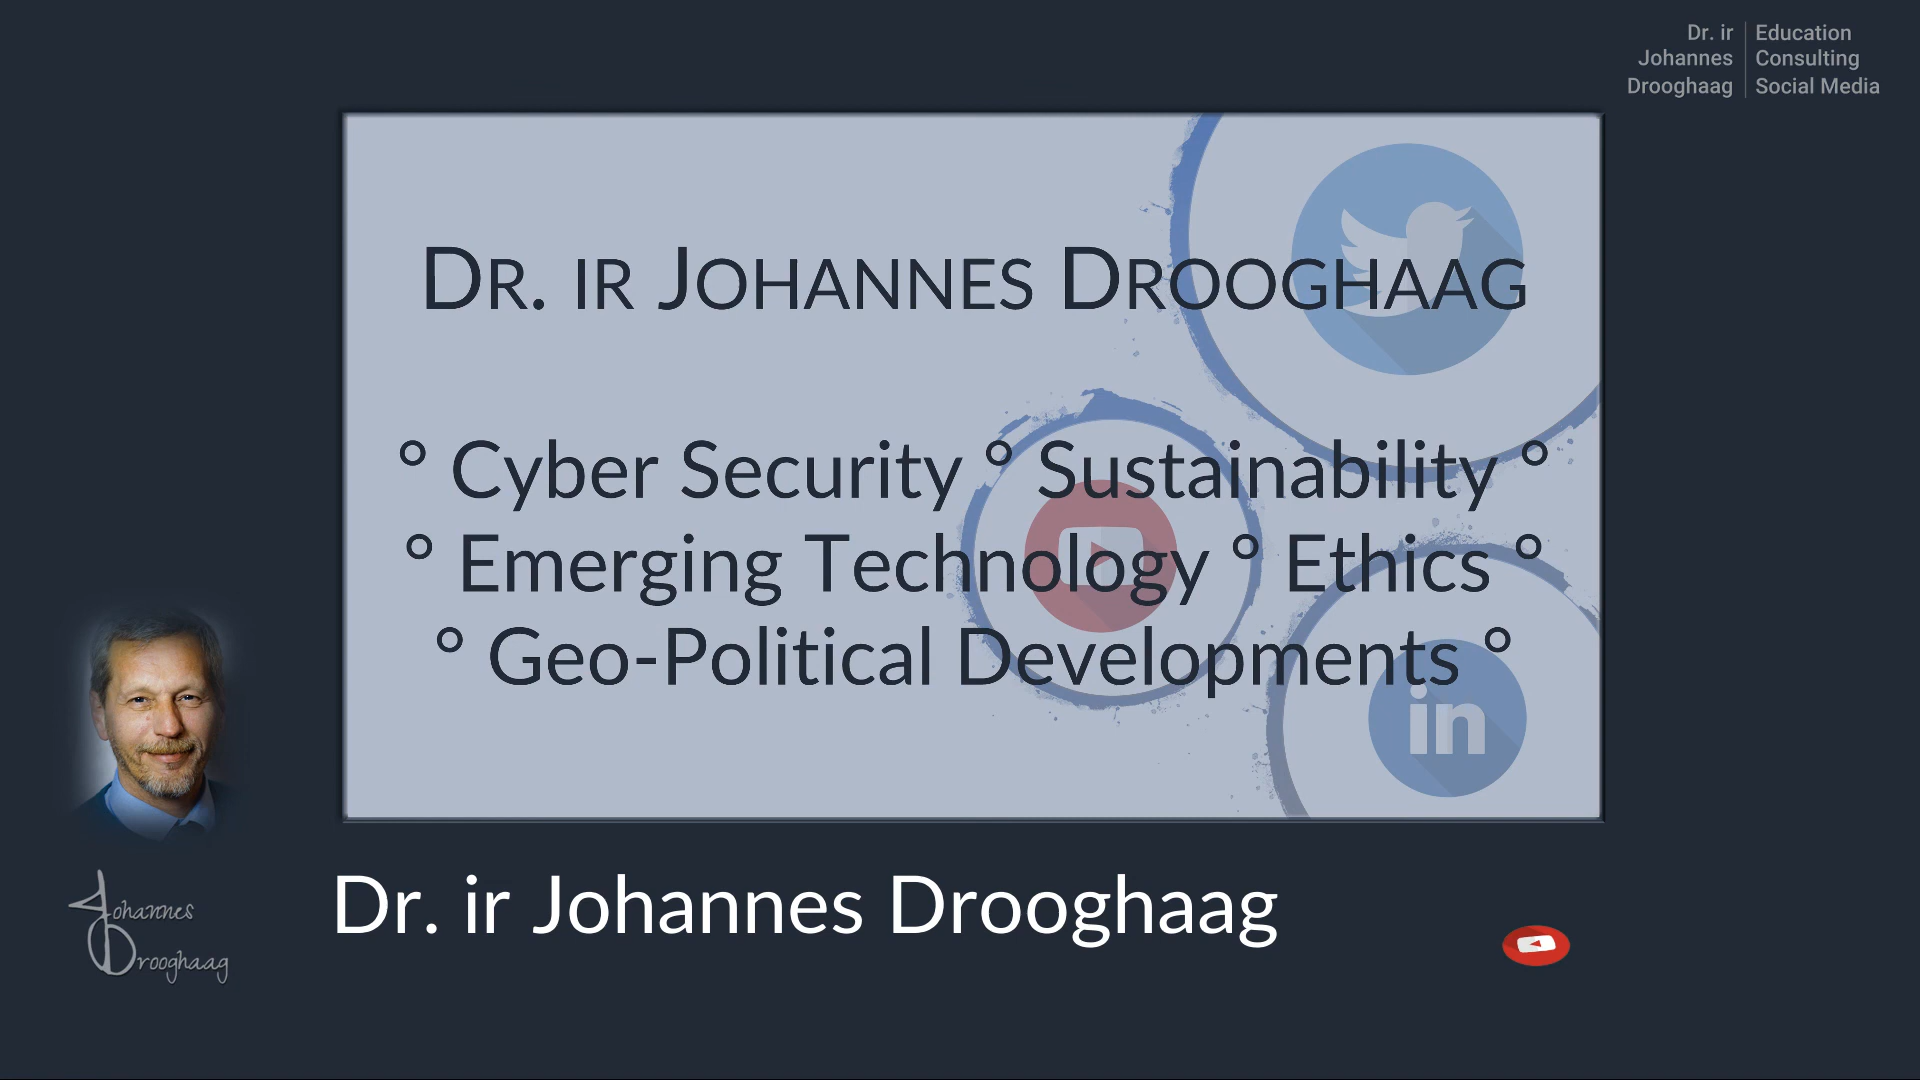 Dr. ir
Johannes
Drooghaag
Education
Consulting
Social Media
DR. IR JOHANNES DROOGHAAG
° Cyber Security ° Sustainability °
° Emerging Technology ° Ethics °
° Geo-Political Developments °
in
Dr. ir Johannes Drooghaag
Johannes
Drooghaag